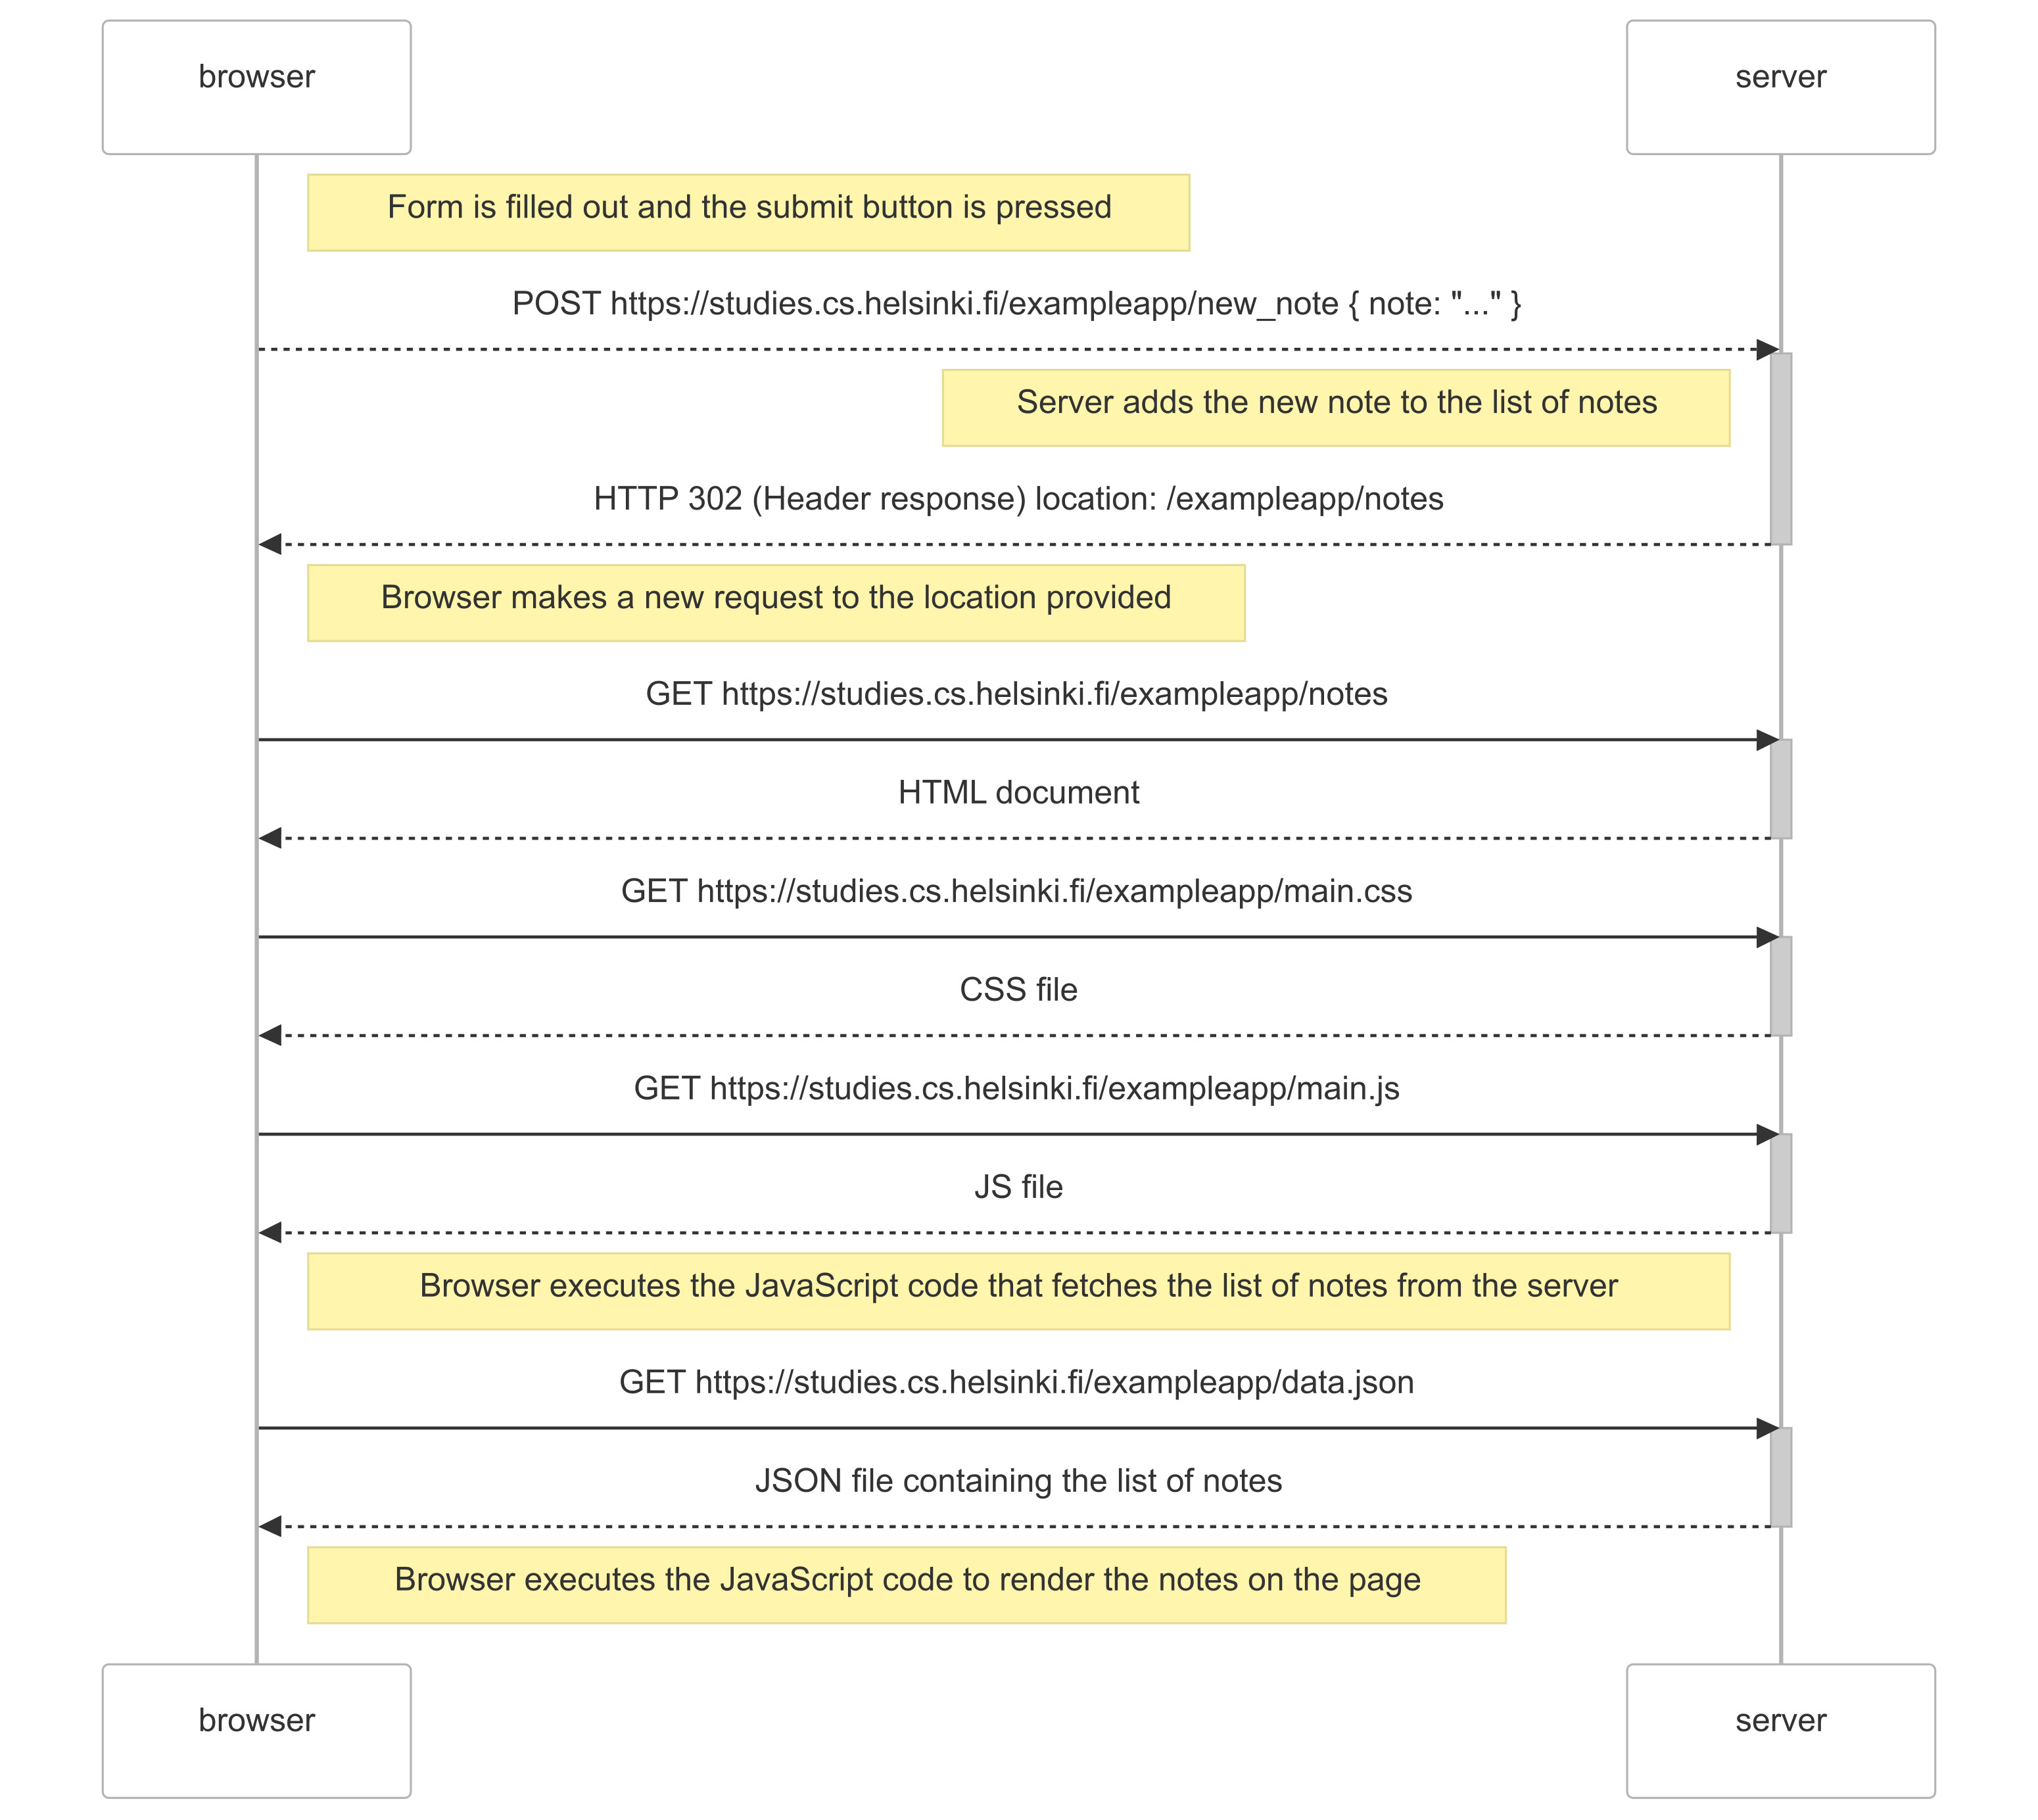 browser
server
Form is filled out and the submit button is pressed
POST https://studies.cs.helsinki.fi/exampleapp/new_note { note: "..." }
Server adds the new note to the list of notes
HTTP 302 (Header response) location: /exampleapp/notes
Browser makes a new request to the location provided
GET https://studies.cs.helsinki.fi/exampleapp/notes
HTML document
GET https://studies.cs.helsinki.fi/exampleapp/main.css
CSS file
GET https://studies.cs.helsinki.fi/exampleapp/main.js
JS file
Browser executes the JavaScript code that fetches the list of notes from the server
GET https://studies.cs.helsinki.fi/exampleapp/data.json
JSON file containing the list of notes
Browser executes the JavaScript code to render the notes on the page
browser
server